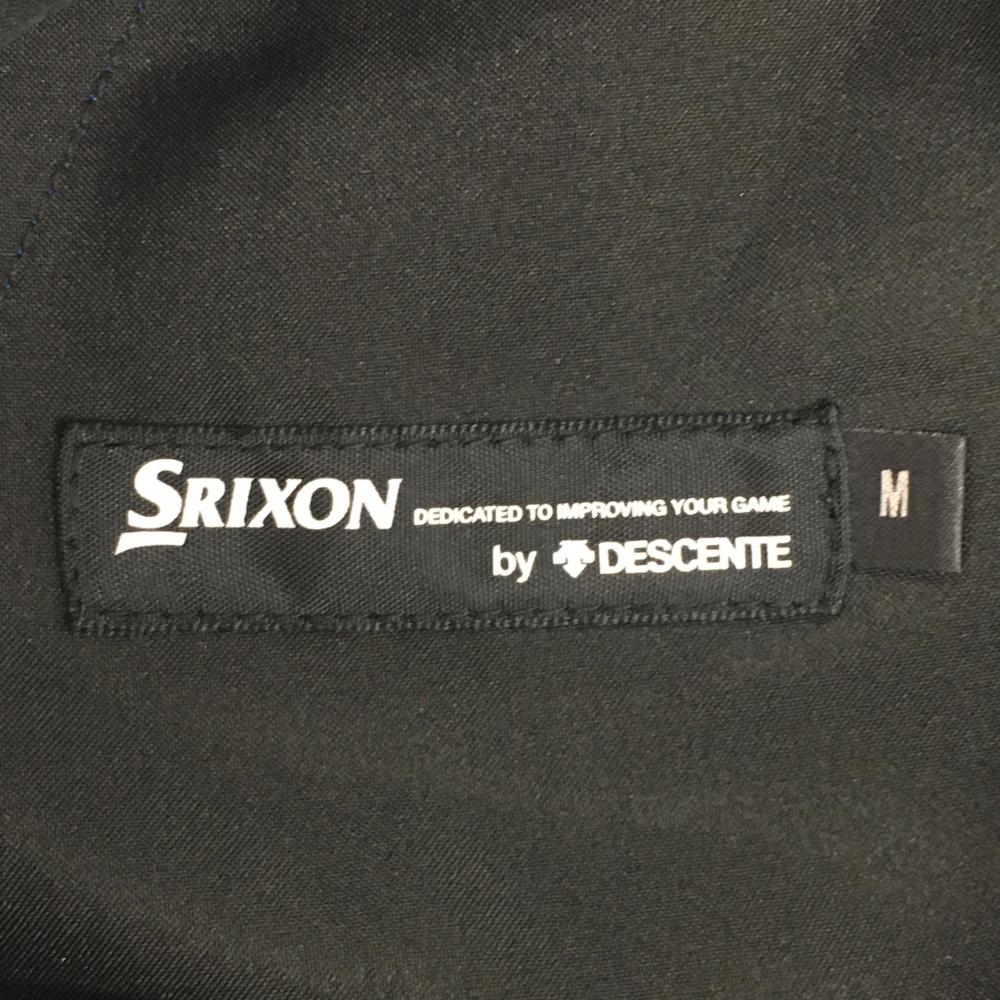 SRIXON DEDICATED TO IMPROVING YOUR GAME
by DESCENTE
M